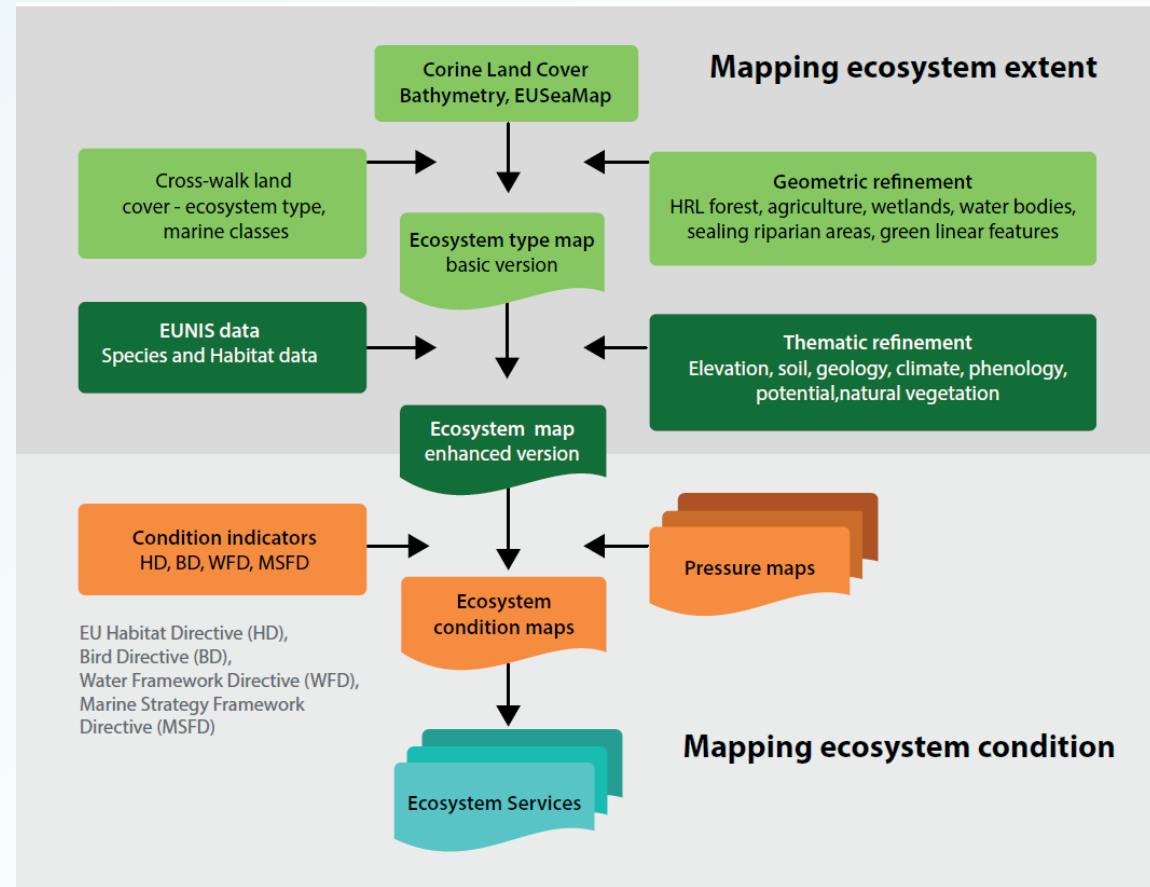 Mapping ecosystem extent
Corine Land Cover
Bathymetry, EUSeaMap
Cross-walk land
cover - ecosystem type,
marine classes
Geometric refinement
HRL forest, agriculture, wetlands, water bodies,
sealing riparian areas, green linear features
Ecosystem type map
basic version
EUNIS data
Species and Habitat data
Thematic refinement
Elevation, soil, geology, climate, phenology,
potential,natural vegetation
Ecosystem map
enhanced version
Condition indicators
HD, BD, WFD, MSFD
Pressure maps
Ecosystem
condition maps
EU Habitat Directive (HD),
Bird Directive (BD),
Water Framework Directive (WFD),
Marine Strategy Framework
Directive (MSFD)
Mapping ecosystem condition
Ecosystem Services